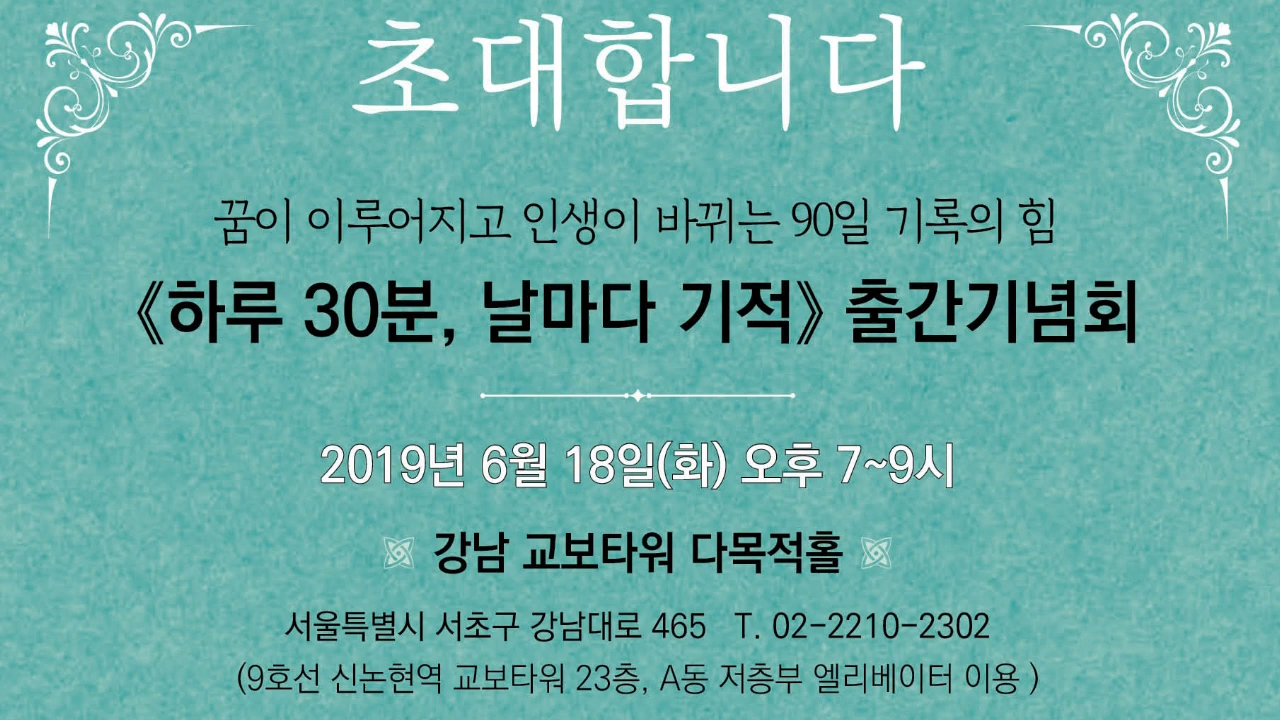 초대합니다
꿈이 이루어지고 인생이 바뀌는 90일 기록의 힘
《하루 30분, 날마다 기적》 출간기념회
2019년 6월 18일(화) 오후 7~9시
강남 교보타워 다목적홀
서울특별시 서초구 강남대로 465 T. 02-2210-2302
(9호선 신논현역 교보타워 23층, A동 저층부 엘리베이터 이용 )